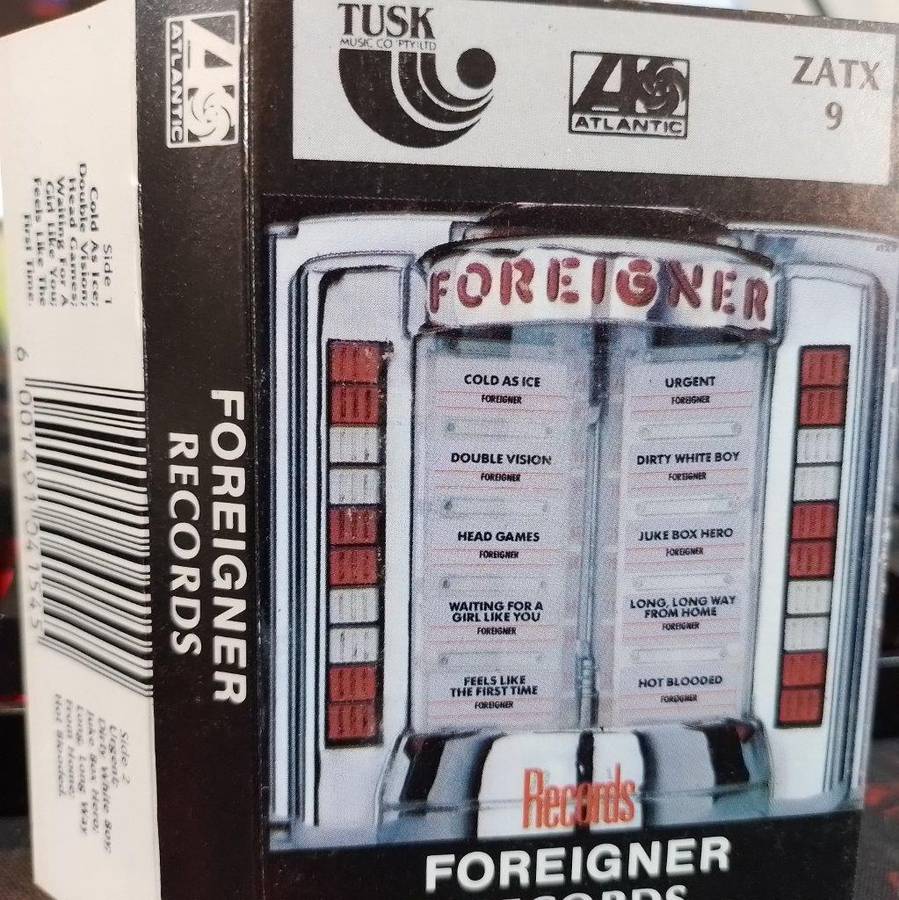 TUSK
MUSIC CO PTY LTD
ATLANTIC
ZATX
9
FOREIGNER
COLD AS ICE
FOREIGNER
DOUBLE VISION
FOREIGNER
HEAD GAMES
FOREIGNER
WAITING FOR A
GIRL LIKE YOU
FOREIGNER
FEELS LIKE
THE FIRST TIME
FOREIGNER
URGENT
FOREIGNER
DIRTY WHITE BOY
FOREIGNER
JUKE BOX HERO
FOREIGNER
LONG, LONG WAY
FROM HOME
FOREIGNER
HOT BLOODED
FOREIGNER
Records
FOREIGNER
RECORDS
ATLANTIC
FOREIGNER
RECORDS
Side 1
Cold As Ice;
Double Vision;
Head Games;
Waiting For A
Girl Like You;
Feels Like The
First Time.
6 001491 041545
Side 2
Urgent;
Dirty White Boy;
Juke Box Hero;
Long, Long Way
From Home;
Hot Blooded.